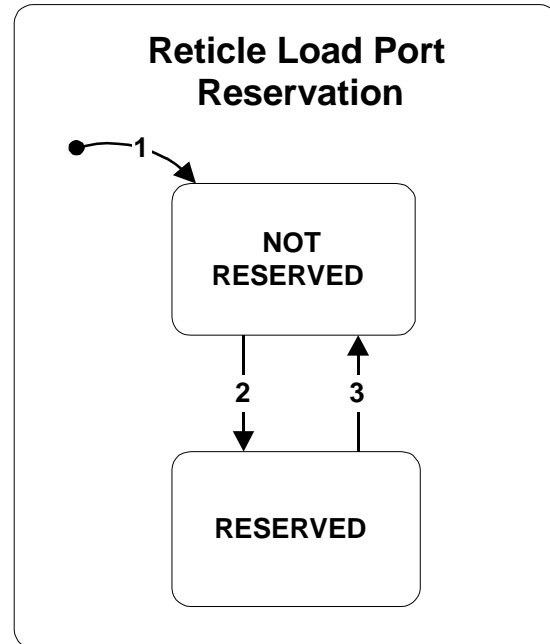 Reticle Load Port
Reservation
1
NOT
RESERVED
2 3
RESERVED